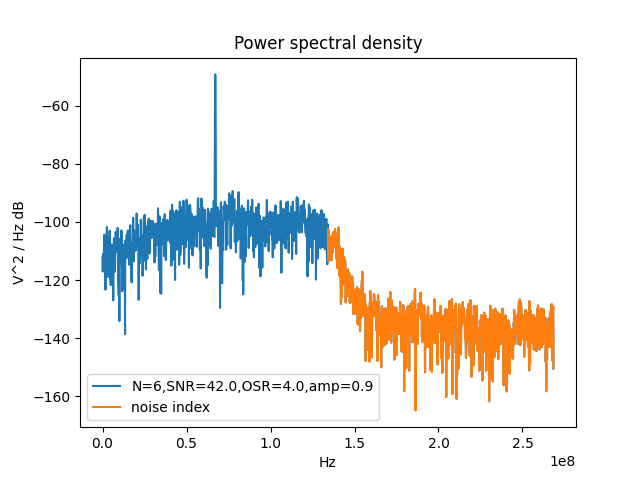 Power spectral density
V^2 / Hz dB
−60
−80
−100
−120
−140
−160
N=6,SNR=42.0,OSR=4.0,amp=0.9
noise index
0.0 0.5 1.0 1.5 2.0 2.5
1e8
Hz